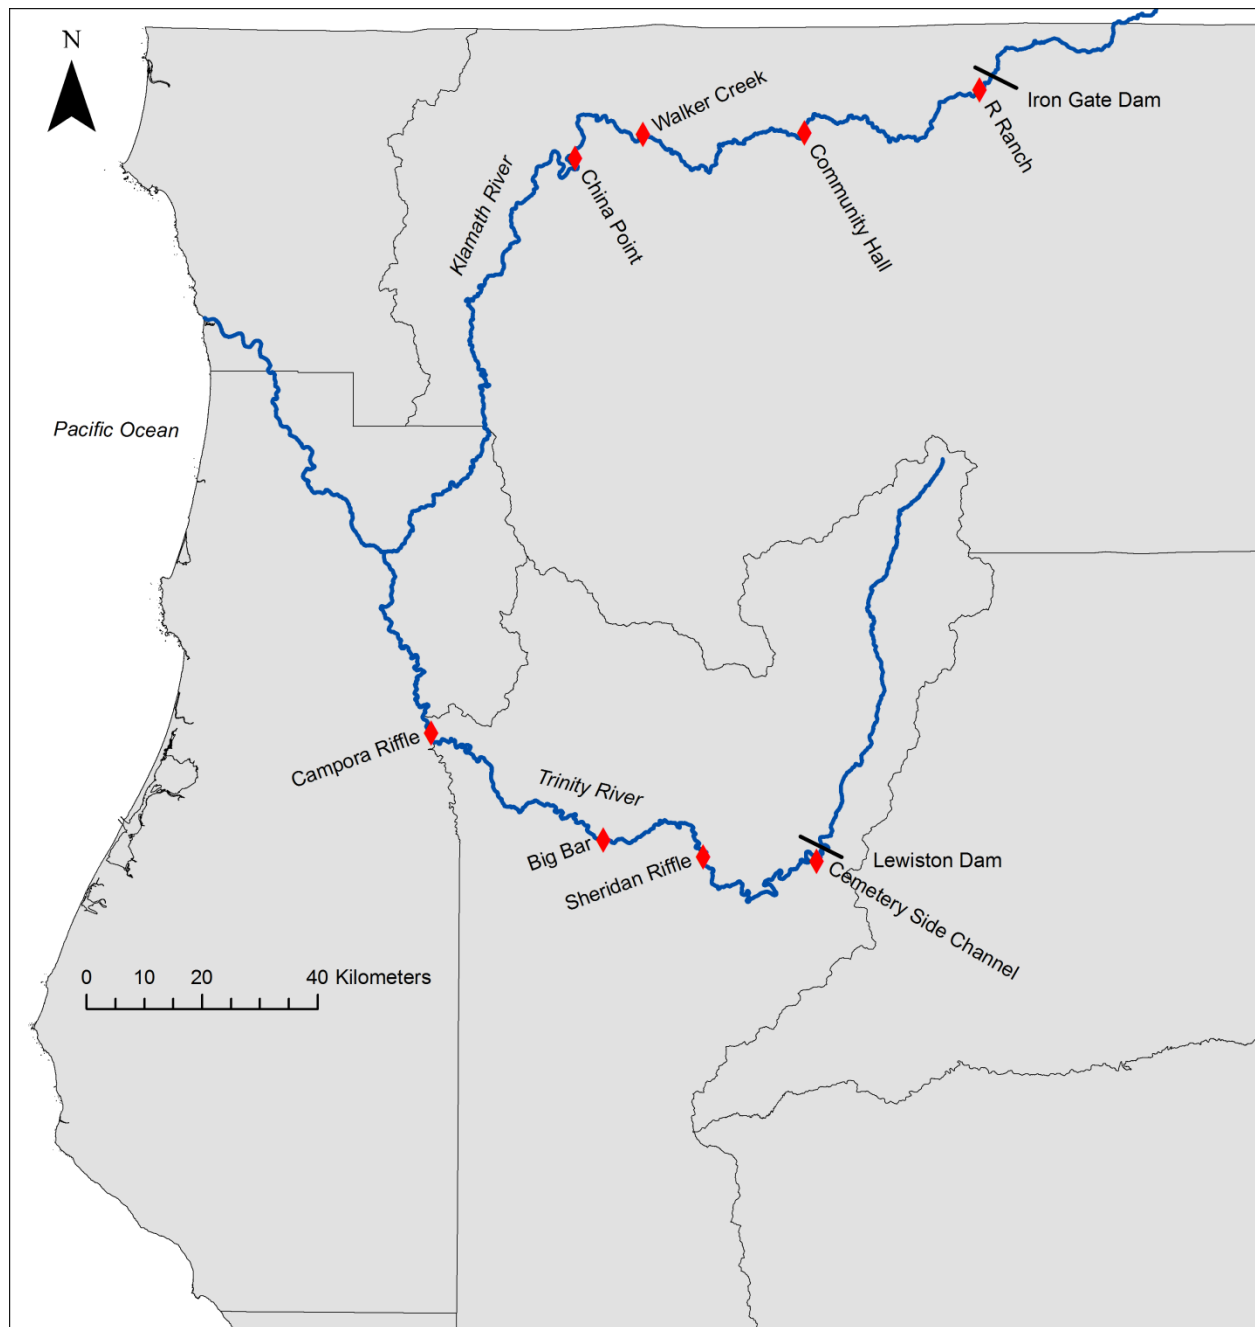 N
Walker Creek
Iron Gate Dam
R Ranch
Klamath River
China Point
Community Hall
Pacific Ocean
Campora Riffle
Trinity River
Big Bar
Sheridan Riffle
Lewiston Dam
Cemetery Side Channel
0 10 20 40 Kilometers